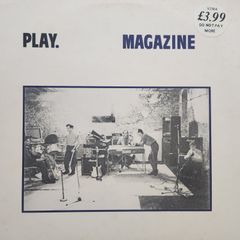 £3.99
DO NOT PAY
MORE
PLAY. MAGAZINE